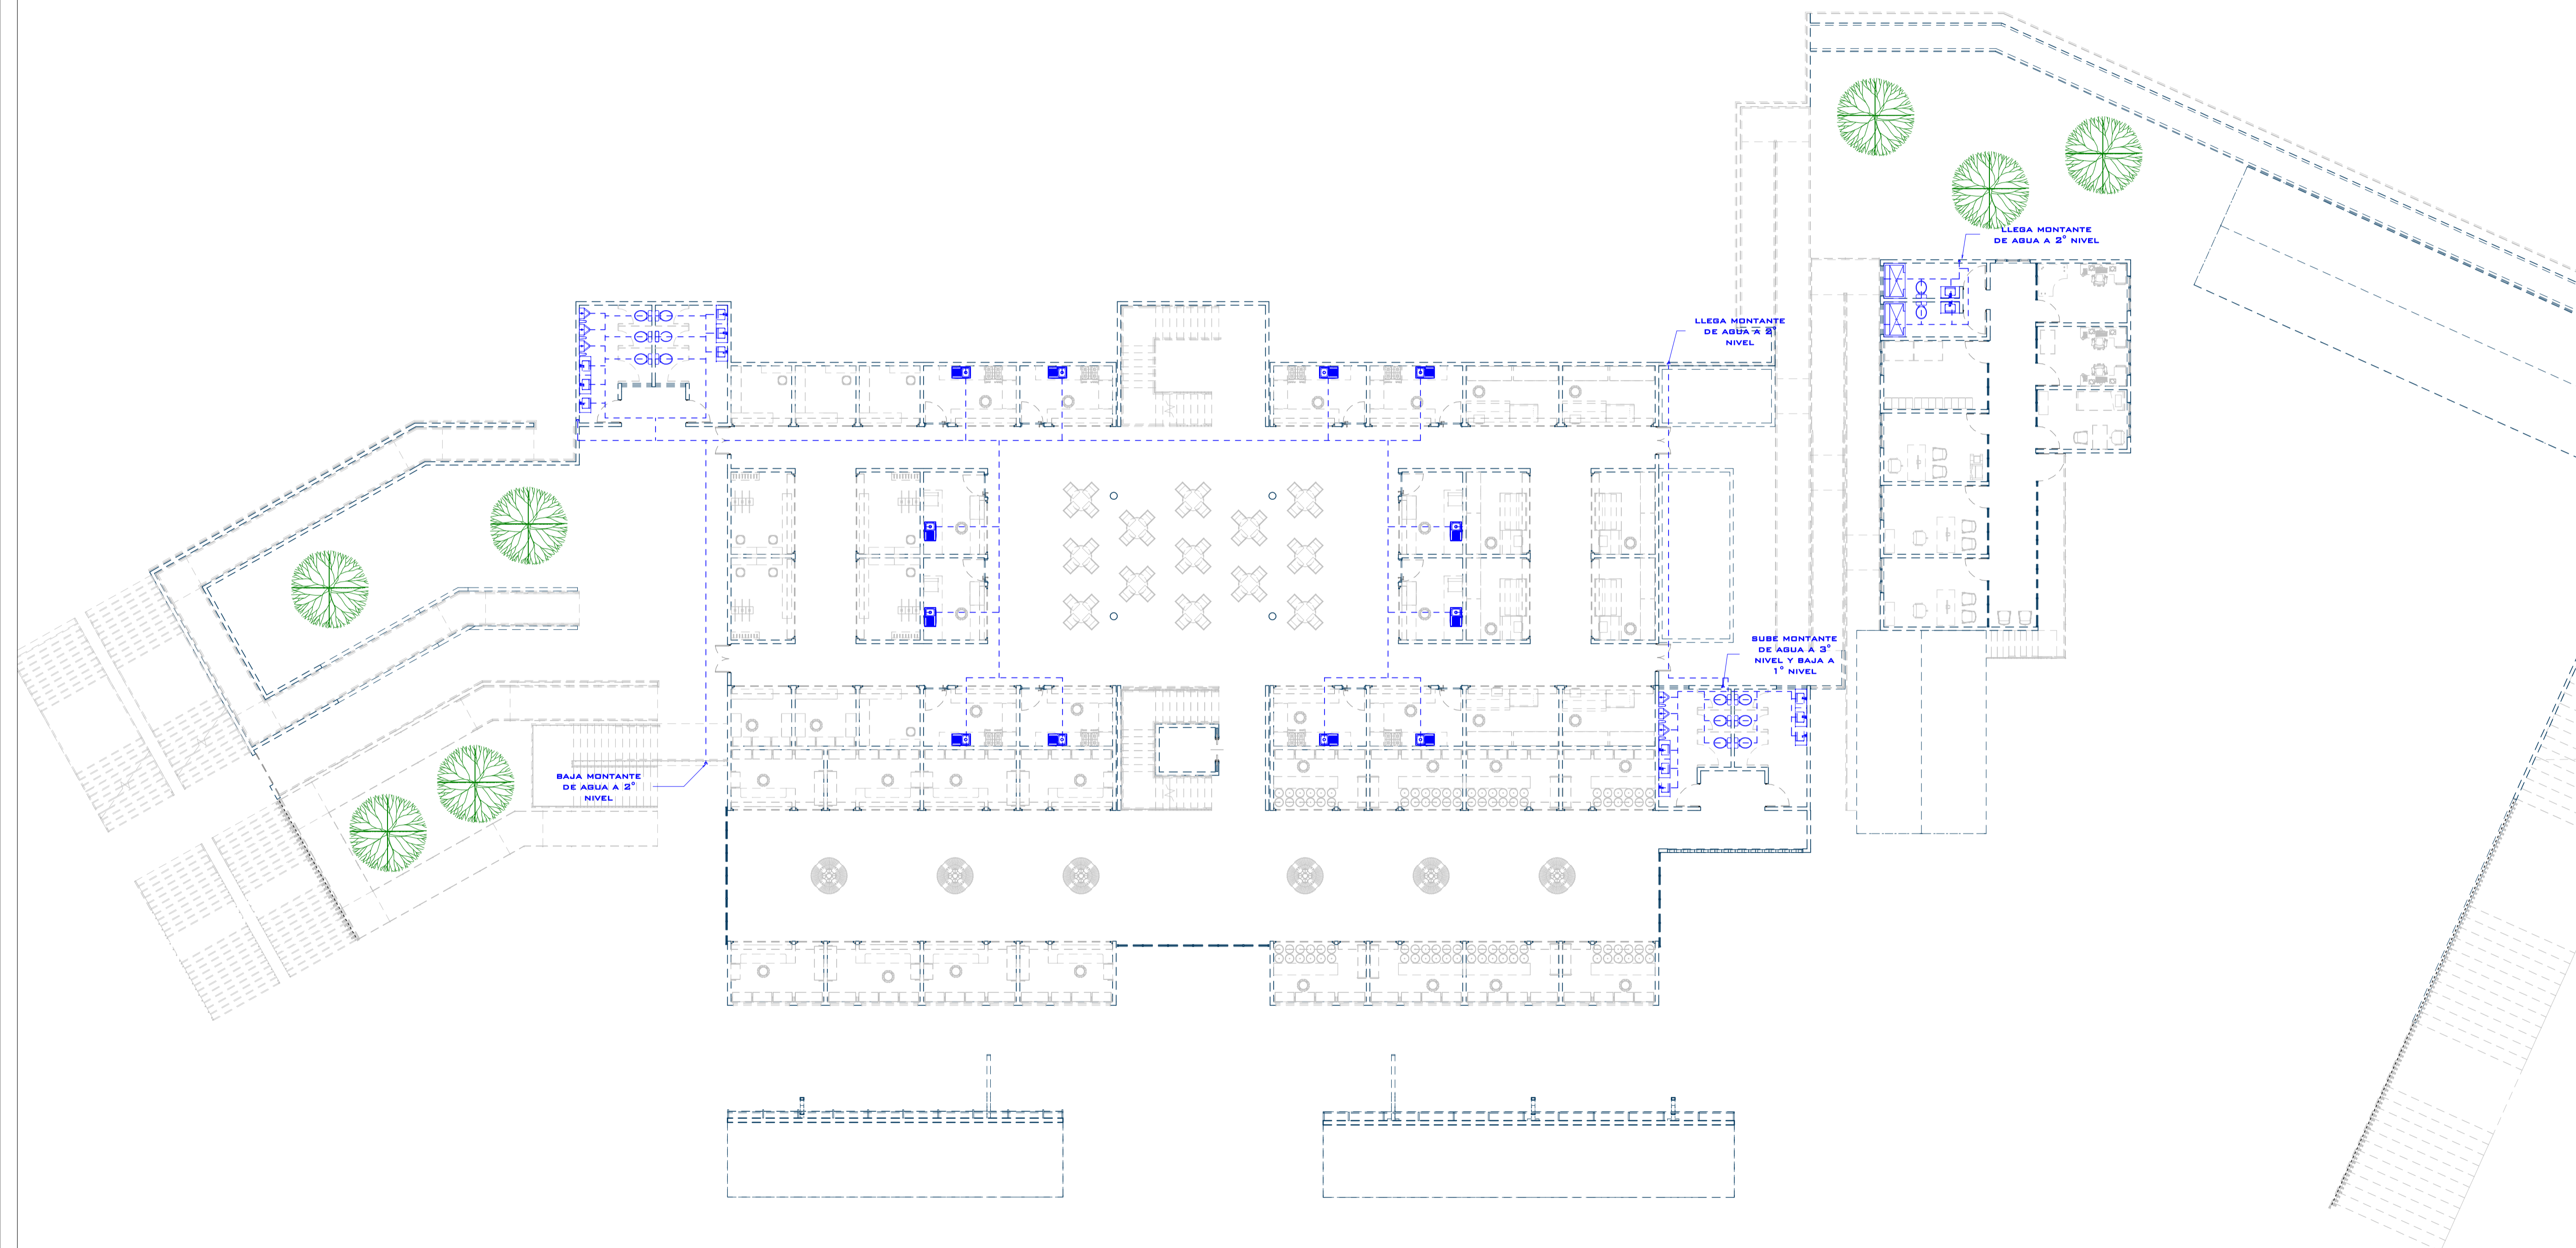 LLEGA MONTANTE
DE AGUA A 2° NIVEL
LLEGA MONTANTE
DE AGUA A 2°
NIVEL
SUBE MONTANTE
DE AGUA A 3°
NIVEL Y BAJA A
1° NIVEL
BAJA MONTANTE
DE AGUA A 2°
NIVEL